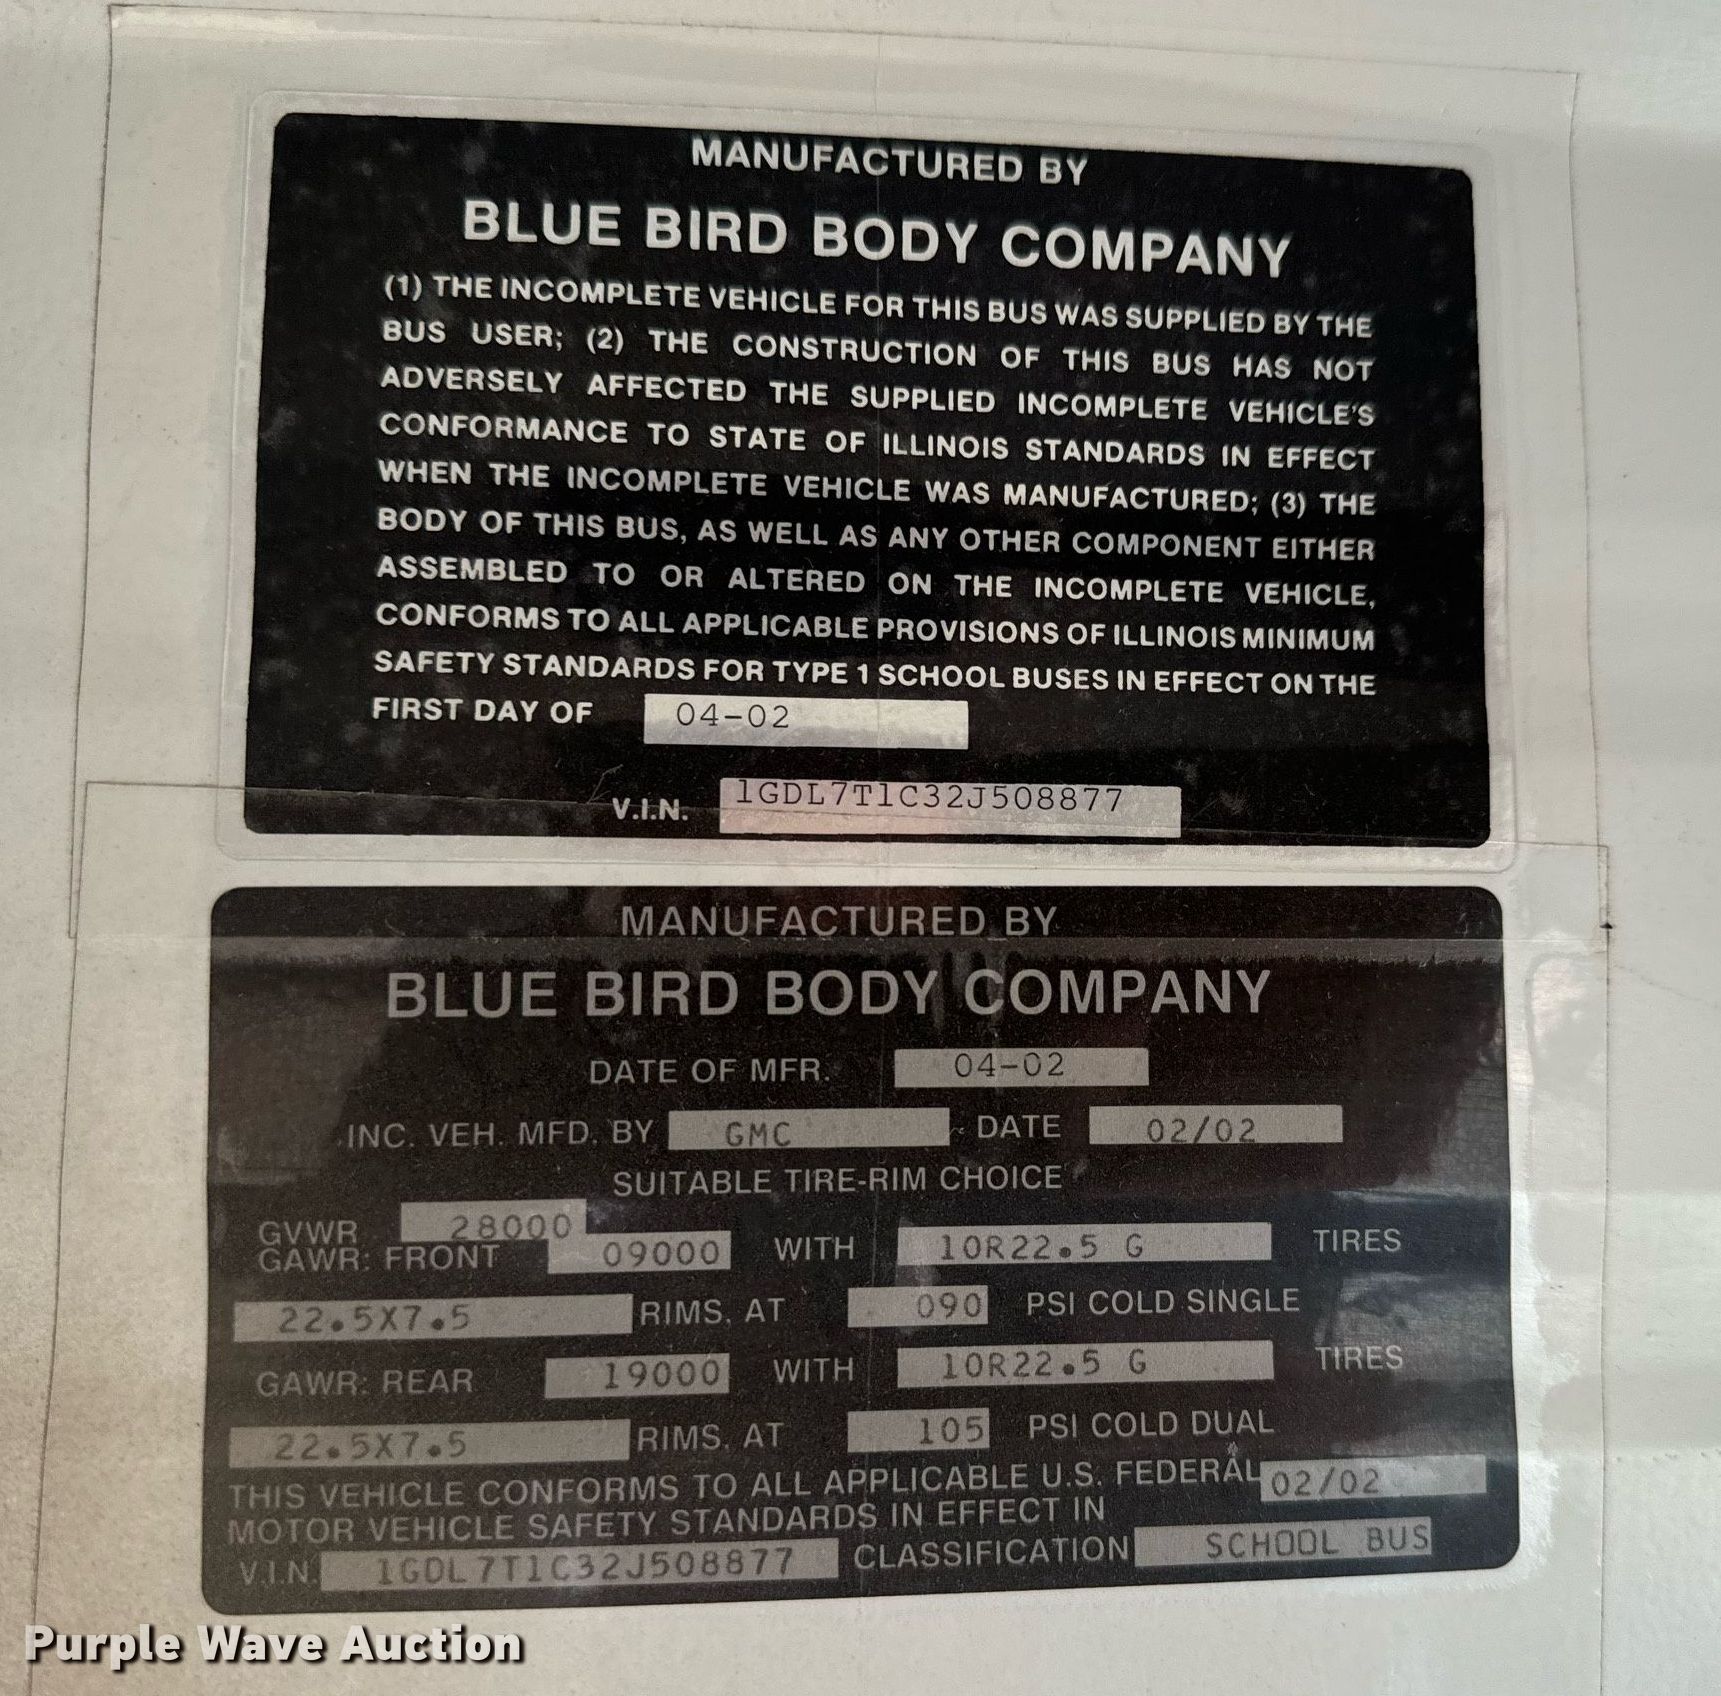 MANUFACTURED BY
BLUE BIRD BODY COMPANY
(1) THE INCOMPLETE VEHICLE FOR THIS BUS WAS SUPPLIED BY THE
BUS USER; (2) THE CONSTRUCTION OF THIS BUS HAS NOT
ADVERSELY AFFECTED THE SUPPLIED INCOMPLETE VEHICLE'S
CONFORMANCE TO STATE OF ILLINOIS STANDARDS IN EFFECT
WHEN THE INCOMPLETE VEHICLE WAS MANUFACTURED; (3) THE
BODY OF THIS BUS, AS WELL AS ANY OTHER COMPONENT EITHER
ASSEMBLED TO OR ALTERED ON THE INCOMPLETE VEHICLE,
CONFORMS TO ALL APPLICABLE PROVISIONS OF ILLINOIS MINIMUM
SAFETY STANDARDS FOR TYPE 1 SCHOOL BUSES IN EFFECT ON THE
FIRST DAY OF 04-02
V.I.N. 1GDL7T1C32J508877
MANUFACTURED BY
BLUE BIRD BODY COMPANY
DATE OF MFR. 04-02
INC. VEH. MFD. BY GMC DATE 02/02
SUITABLE TIRE-RIM CHOICE
GVWR 28000
GAWR: FRONT 09000 WITH 10R22.5 G TIRES
22.5X7.5 RIMS, AT 090 PSI COLD SINGLE
GAWR: REAR 19000 WITH 10R22.5 G TIRES
22.5X7.5 RIMS, AT 105 PSI COLD DUAL
THIS VEHICLE CONFORMS TO ALL APPLICABLE U.S. FEDERAL 02/02
MOTOR VEHICLE SAFETY STANDARDS IN EFFECT IN
V.I.N. 1GDL7T1C32J508877 CLASSIFICATION SCHOOL BUS
Purple Wave Auction